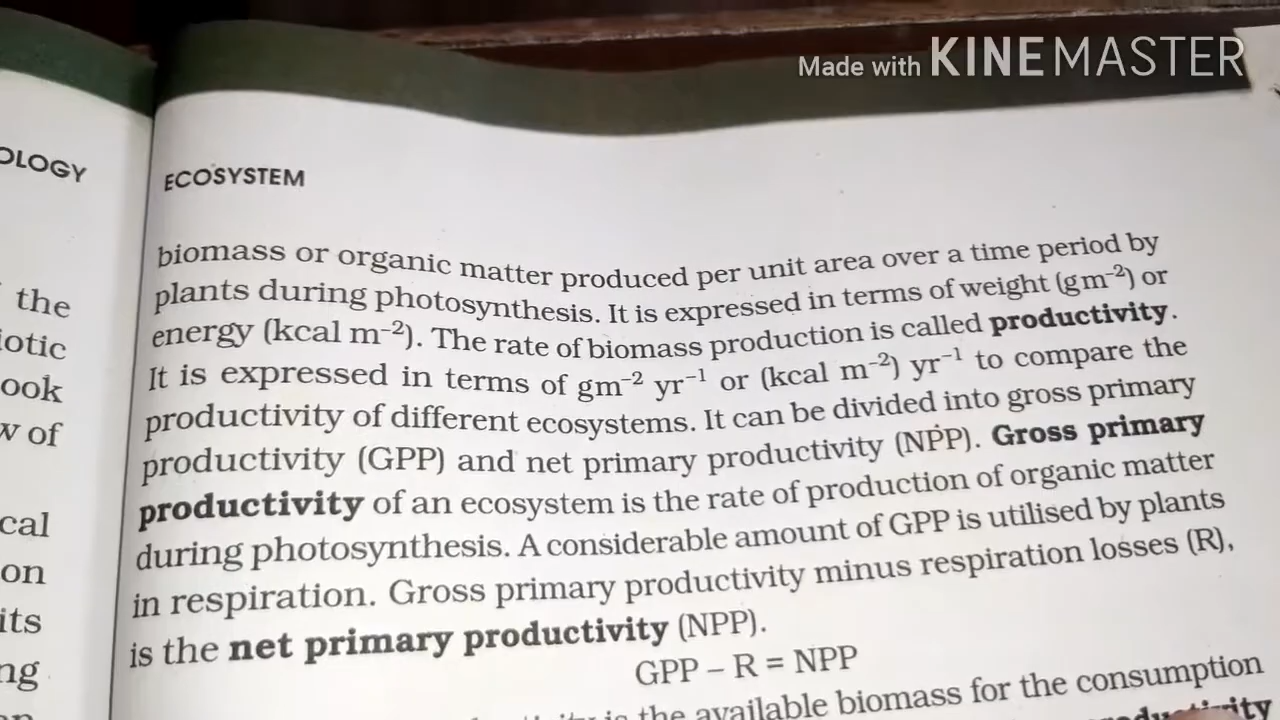 Made with KINEMASTER
OLOGY
the
iotic
ook
w of
cal
on
its
ng
ECOSYSTEM
biomass or organic matter produced per unit area over a time period by
plants during photosynthesis. It is expressed in terms of weight (gm⁻²) or
energy (kcal m⁻²). The rate of biomass production is called productivity.
It is expressed in terms of gm⁻² yr⁻¹ or (kcal m⁻²) yr⁻¹ to compare the
productivity of different ecosystems. It can be divided into gross primary
productivity (GPP) and net primary productivity (NPP). Gross primary
productivity of an ecosystem is the rate of production of organic matter
during photosynthesis. A considerable amount of GPP is utilised by plants
in respiration. Gross primary productivity minus respiration losses (R),
is the net primary productivity (NPP).
GPP – R = NPP
is the available biomass for the consumption